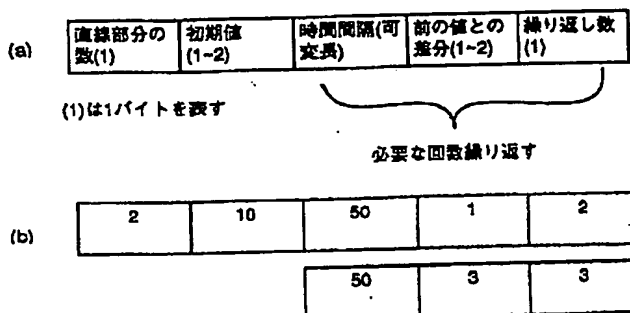 (a)
直線部分の数(1)
初期値(1~2)
時間間隔(可変長)
前の値との差分(1~2)
繰り返し数(1)
(1)は1バイトを表す
必要な回数繰り返す
(b)
2 10 50 1 2
50 3 3